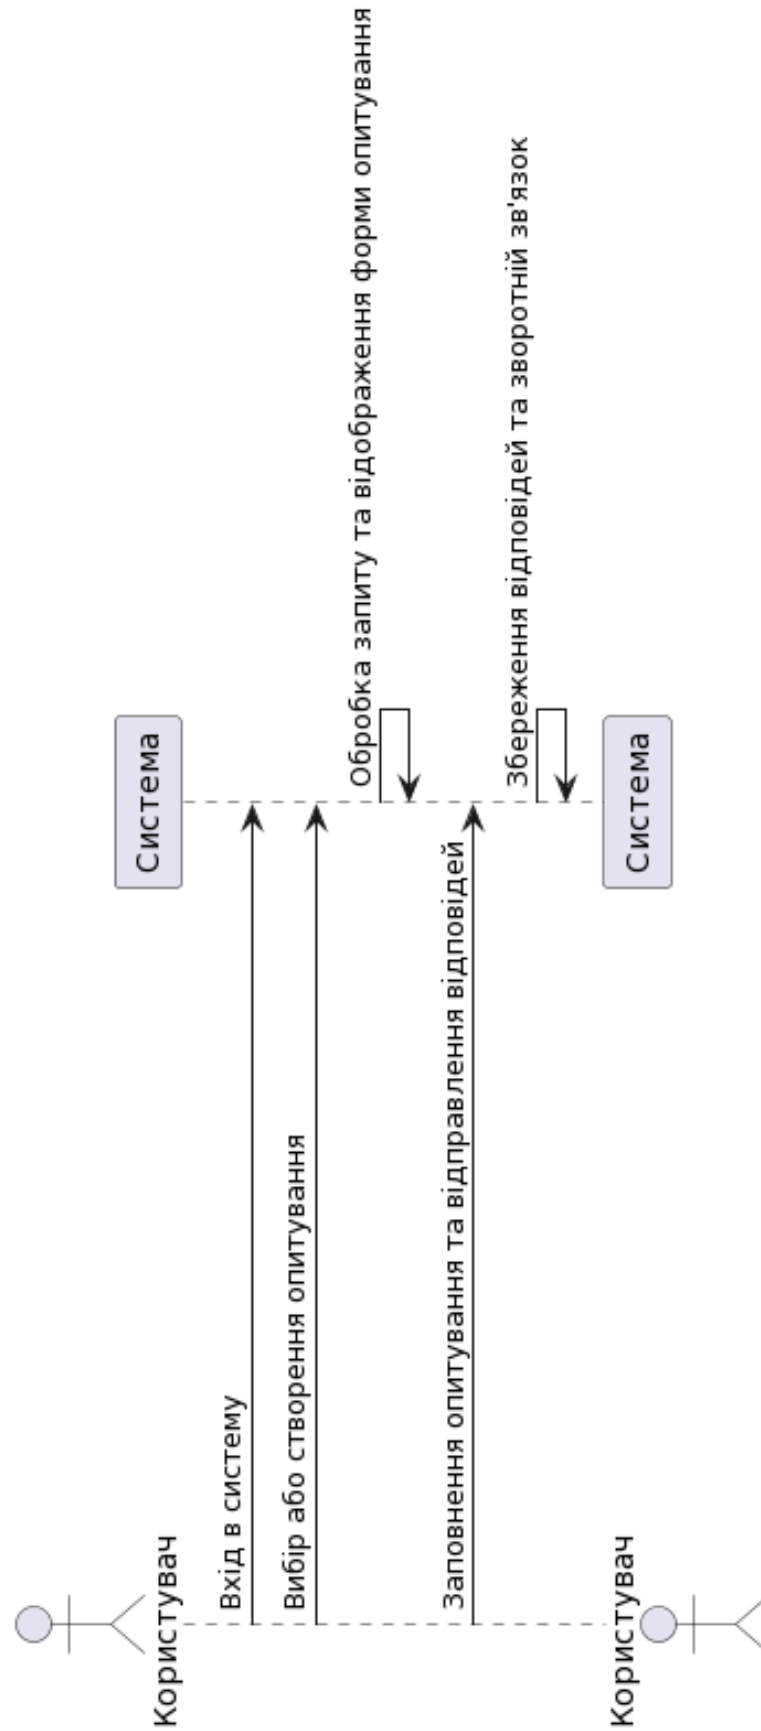 Користувач
Система
Вхід в систему
Вибір або створення опитування
Обробка запиту та відображення форми опитування
Заповнення опитування та відправлення відповідей
Збереження відповідей та зворотній зв'язок
Користувач
Система